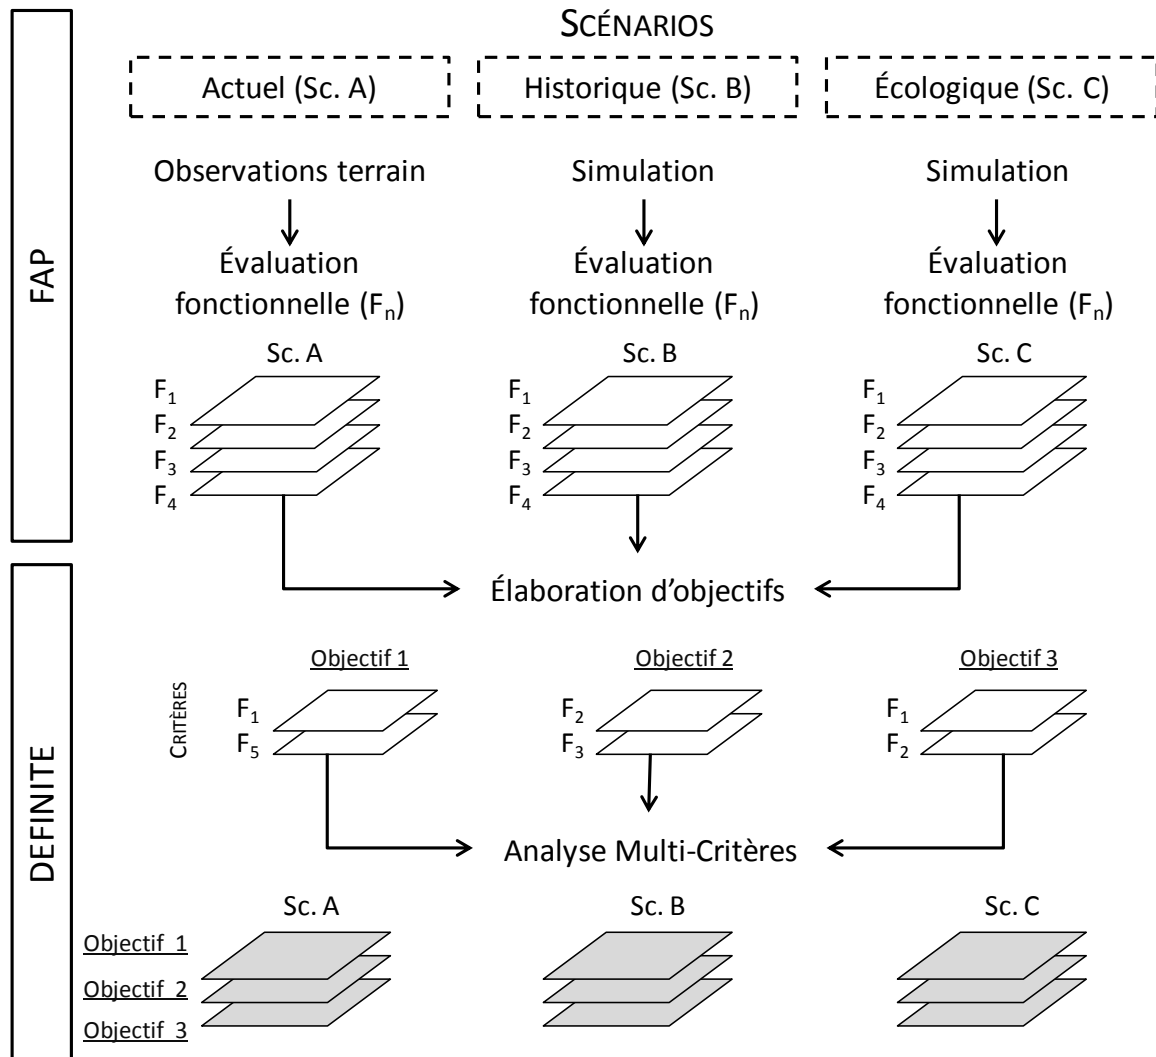 SCÉNARIOS
FAP
Actuel (Sc. A)
Historique (Sc. B)
Écologique (Sc. C)
Observations terrain
Simulation
Simulation
Évaluation
fonctionnelle (Fn)
Évaluation
fonctionnelle (Fn)
Évaluation
fonctionnelle (Fn)
Sc. A
F1
F2
F3
F4
Sc. B
F1
F2
F3
F4
Sc. C
F1
F2
F3
F4
DEFINITE
Élaboration d'objectifs
CRITÈRES
Objectif 1
F1
F5
Objectif 2
F2
F3
Objectif 3
F1
F2
Analyse Multi-Critères
Sc. A
Sc. B
Sc. C
Objectif 1
Objectif 2
Objectif 3